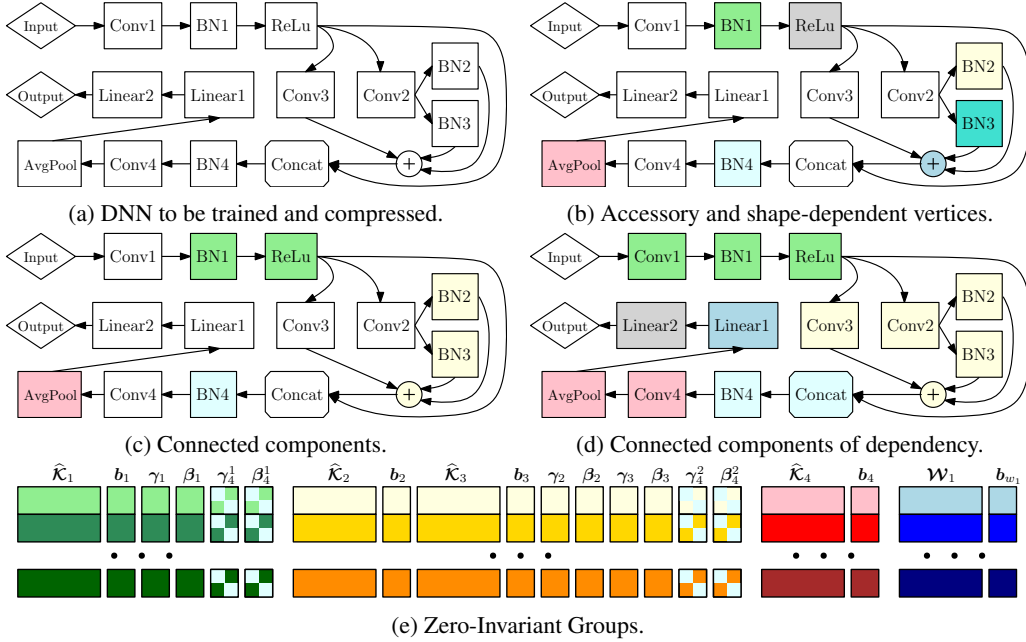 Input Conv1 BN1 ReLu
BN2
Output Linear2 Linear1 Conv3 Conv2
BN3
AvgPool Conv4 BN4 Concat +
(a) DNN to be trained and compressed.
Input Conv1 BN1 ReLu
BN2
Output Linear2 Linear1 Conv3 Conv2
BN3
AvgPool Conv4 BN4 Concat +
(b) Accessory and shape-dependent vertices.
Input Conv1 BN1 ReLu
BN2
Output Linear2 Linear1 Conv3 Conv2
BN3
AvgPool Conv4 BN4 Concat +
(c) Connected components.
Input Conv1 BN1 ReLu
BN2
Output Linear2 Linear1 Conv3 Conv2
BN3
AvgPool Conv4 BN4 Concat +
(d) Connected components of dependency.
𝒦̂₁ b₁ γ₁ β₁ γ₄¹ β₄¹ 𝒦̂₂ b₂ 𝒦̂₃ b₃ γ₂ β₂ γ₃ β₃ γ₄² β₄² 𝒦̂₄ b₄ 𝒲₁ b_{w₁}
(e) Zero-Invariant Groups.